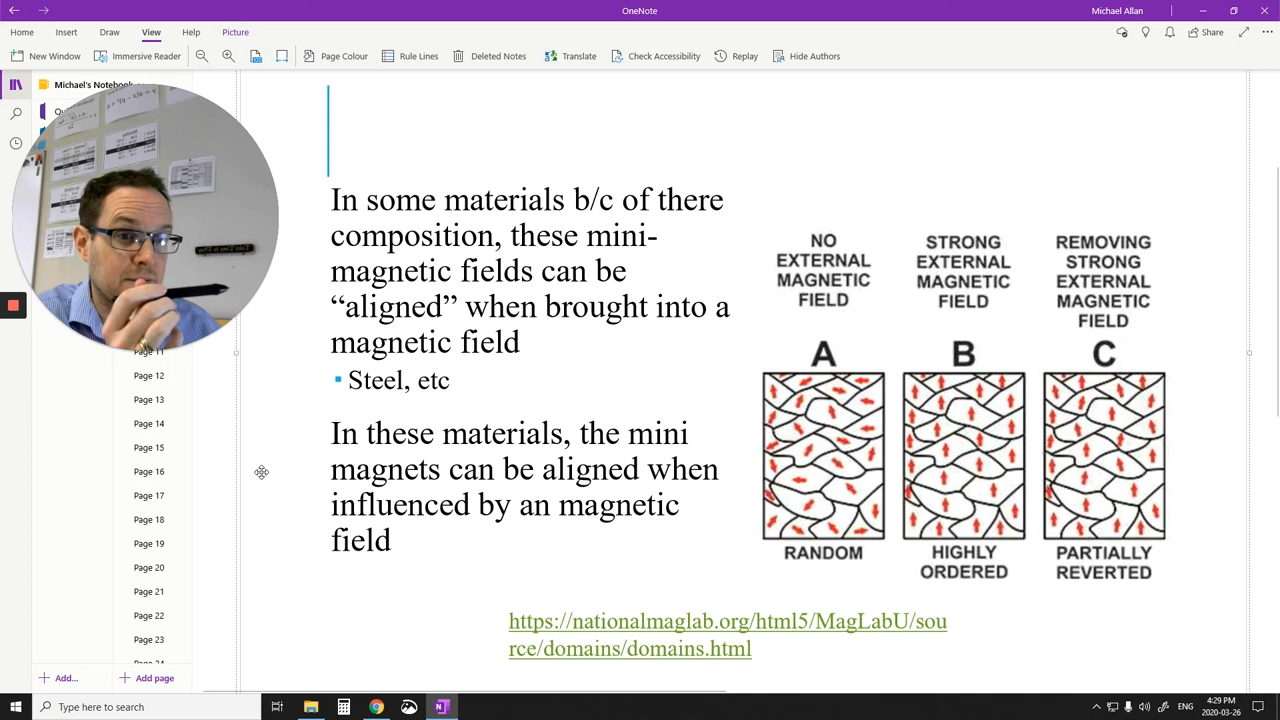 OneNote
Michael Allan
Home Insert Draw View Help Picture
Share
New Window Immersive Reader Page Colour Rule Lines Deleted Notes Translate Check Accessibility Replay Hide Authors
Michael's Notebook
In some materials b/c of there
composition, these mini-
magnetic fields can be
“aligned” when brought into a
magnetic field
Steel, etc
In these materials, the mini
magnets can be aligned when
influenced by an magnetic
field
NO
EXTERNAL
MAGNETIC
FIELD
A
RANDOM
STRONG
EXTERNAL
MAGNETIC
FIELD
B
HIGHLY
ORDERED
REMOVING
STRONG
EXTERNAL
MAGNETIC
FIELD
C
PARTIALLY
REVERTED
https://nationalmaglab.org/html5/MagLabU/sou
rce/domains/domains.html
Page 11
Page 12
Page 13
Page 14
Page 15
Page 16
Page 17
Page 18
Page 19
Page 20
Page 21
Page 22
Page 23
Page 24
Add... Add page
Type here to search
4:29 PM
2020-03-26